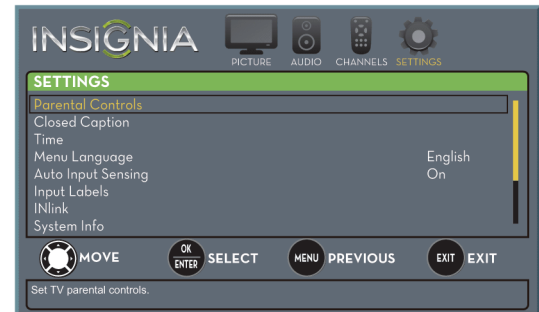 INSIGNIA
PICTURE AUDIO CHANNELS SETTINGS
SETTINGS
Parental Controls
Closed Caption
Time
Menu Language English
Auto Input Sensing On
Input Labels
INlink
System Info
MOVE OK ENTER SELECT MENU PREVIOUS EXIT EXIT
Set TV parental controls.